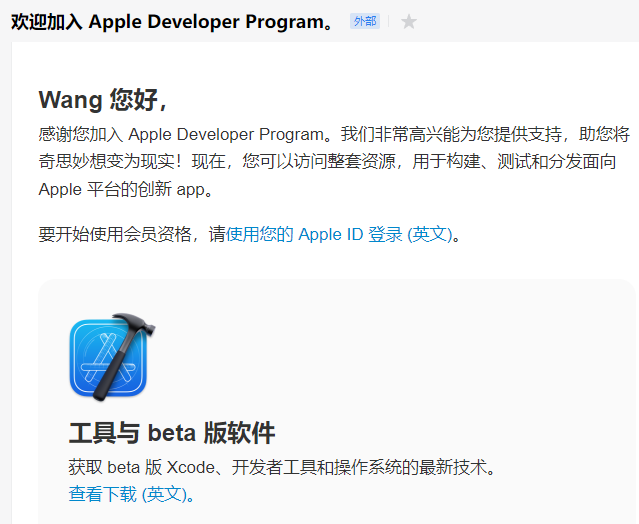 欢迎加入 Apple Developer Program。 外部
Wang 您好，
感谢您加入 Apple Developer Program。我们非常高兴能为您提供支持，助您将
奇思妙想变为现实！现在，您可以访问整套资源，用于构建、测试和分发面向
Apple 平台的创新 app。
要开始使用会员资格，请使用您的 Apple ID 登录 (英文)。
工具与 beta 版软件
获取 beta 版 Xcode、开发者工具和操作系统的最新技术。
查看下载 (英文)。